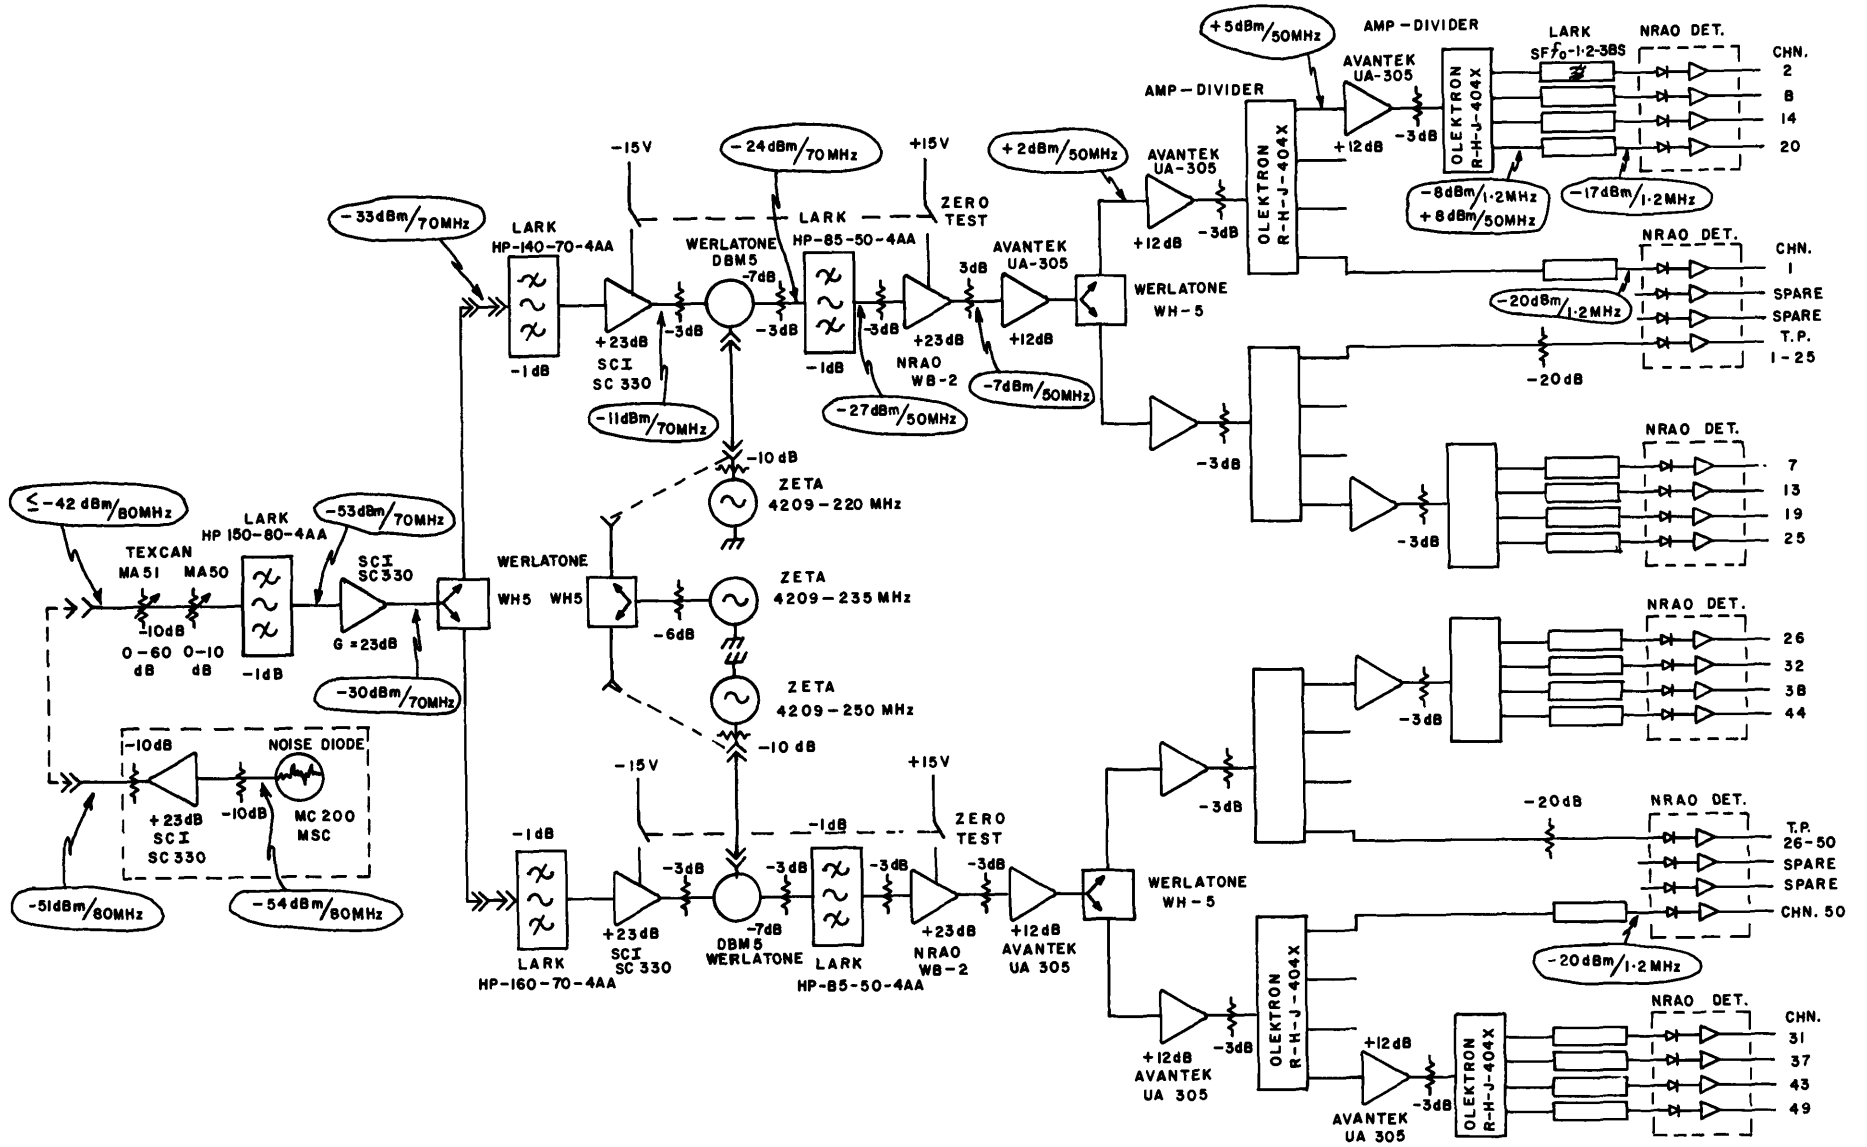 +5dBm/50MHz
AMP-DIVIDER
LARK
SFf₀-1·2-3BS
NRAO DET.
CHN.
2
8
14
20
AVANTEK
UA-305
+12dB
-3dB
OLEKTRON
R-H-J-404X
-8dBm/1.2MHz
+8dBm/50MHz
-17dBm/1.2MHz
AMP-DIVIDER
OLEKTRON
R-H-J-404X
+2dBm/50MHz
AVANTEK
UA-305
+12dB
-3dB
NRAO DET.
CHN.
1
SPARE
SPARE
T.P.
1-25
-20dBm/1.2MHz
-20dB
-15V
-24dBm/70MHz
+15V
ZERO
TEST
-33dBm/70MHz
LARK
HP-140-70-4AA
-1dB
+23dB
SCI
SC330
-3dB
-11dBm/70MHz
WERLATONE
DBM5
-7dB
-3dB
LARK
HP-85-50-4AA
-1dB
-3dB
-27dBm/50MHz
+23dB
NRAO
WB-2
3dB
-7dBm/50MHz
AVANTEK
UA-305
+12dB
WERLATONE
WH-5
-3dB
-3dB
NRAO DET.
7
13
19
25
-10dB
ZETA
4209-220 MHz
≤-42dBm/80MHz
TEXCAN
MA51 MA50
-10dB
0-60
dB
0-10
dB
LARK
HP 150-80-4AA
-1dB
-53dBm/70MHz
SCI
SC330
G=23dB
-30dBm/70MHz
WERLATONE
WH5 WH5
-6dB
ZETA
4209-235 MHz
ZETA
4209-250 MHz
-10dB
NRAO DET.
26
32
38
44
-3dB
-3dB
-10dB
NOISE DIODE
+23dB
SCI
SC330
-10dB
MC200
MSC
-51dBm/80MHz
-54dBm/80MHz
-15V
+15V
ZERO
TEST
-1dB
LARK
HP-160-70-4AA
+23dB
SCI
SC330
-3dB
-7dB
DBM5
WERLATONE
-3dB
-1dB
LARK
HP-85-50-4AA
-3dB
+23dB
NRAO
WB-2
-3dB
+12dB
AVANTEK
UA 305
WERLATONE
WH-5
-20dB
NRAO DET.
T.P.
26-50
SPARE
SPARE
CHN. 50
-20dBm/1.2MHz
+12dB
AVANTEK
UA 305
-3dB
OLEKTRON
R-H-J-404X
+12dB
AVANTEK
UA 305
-3dB
OLEKTRON
R-H-J-404X
NRAO DET.
CHN.
31
37
43
49